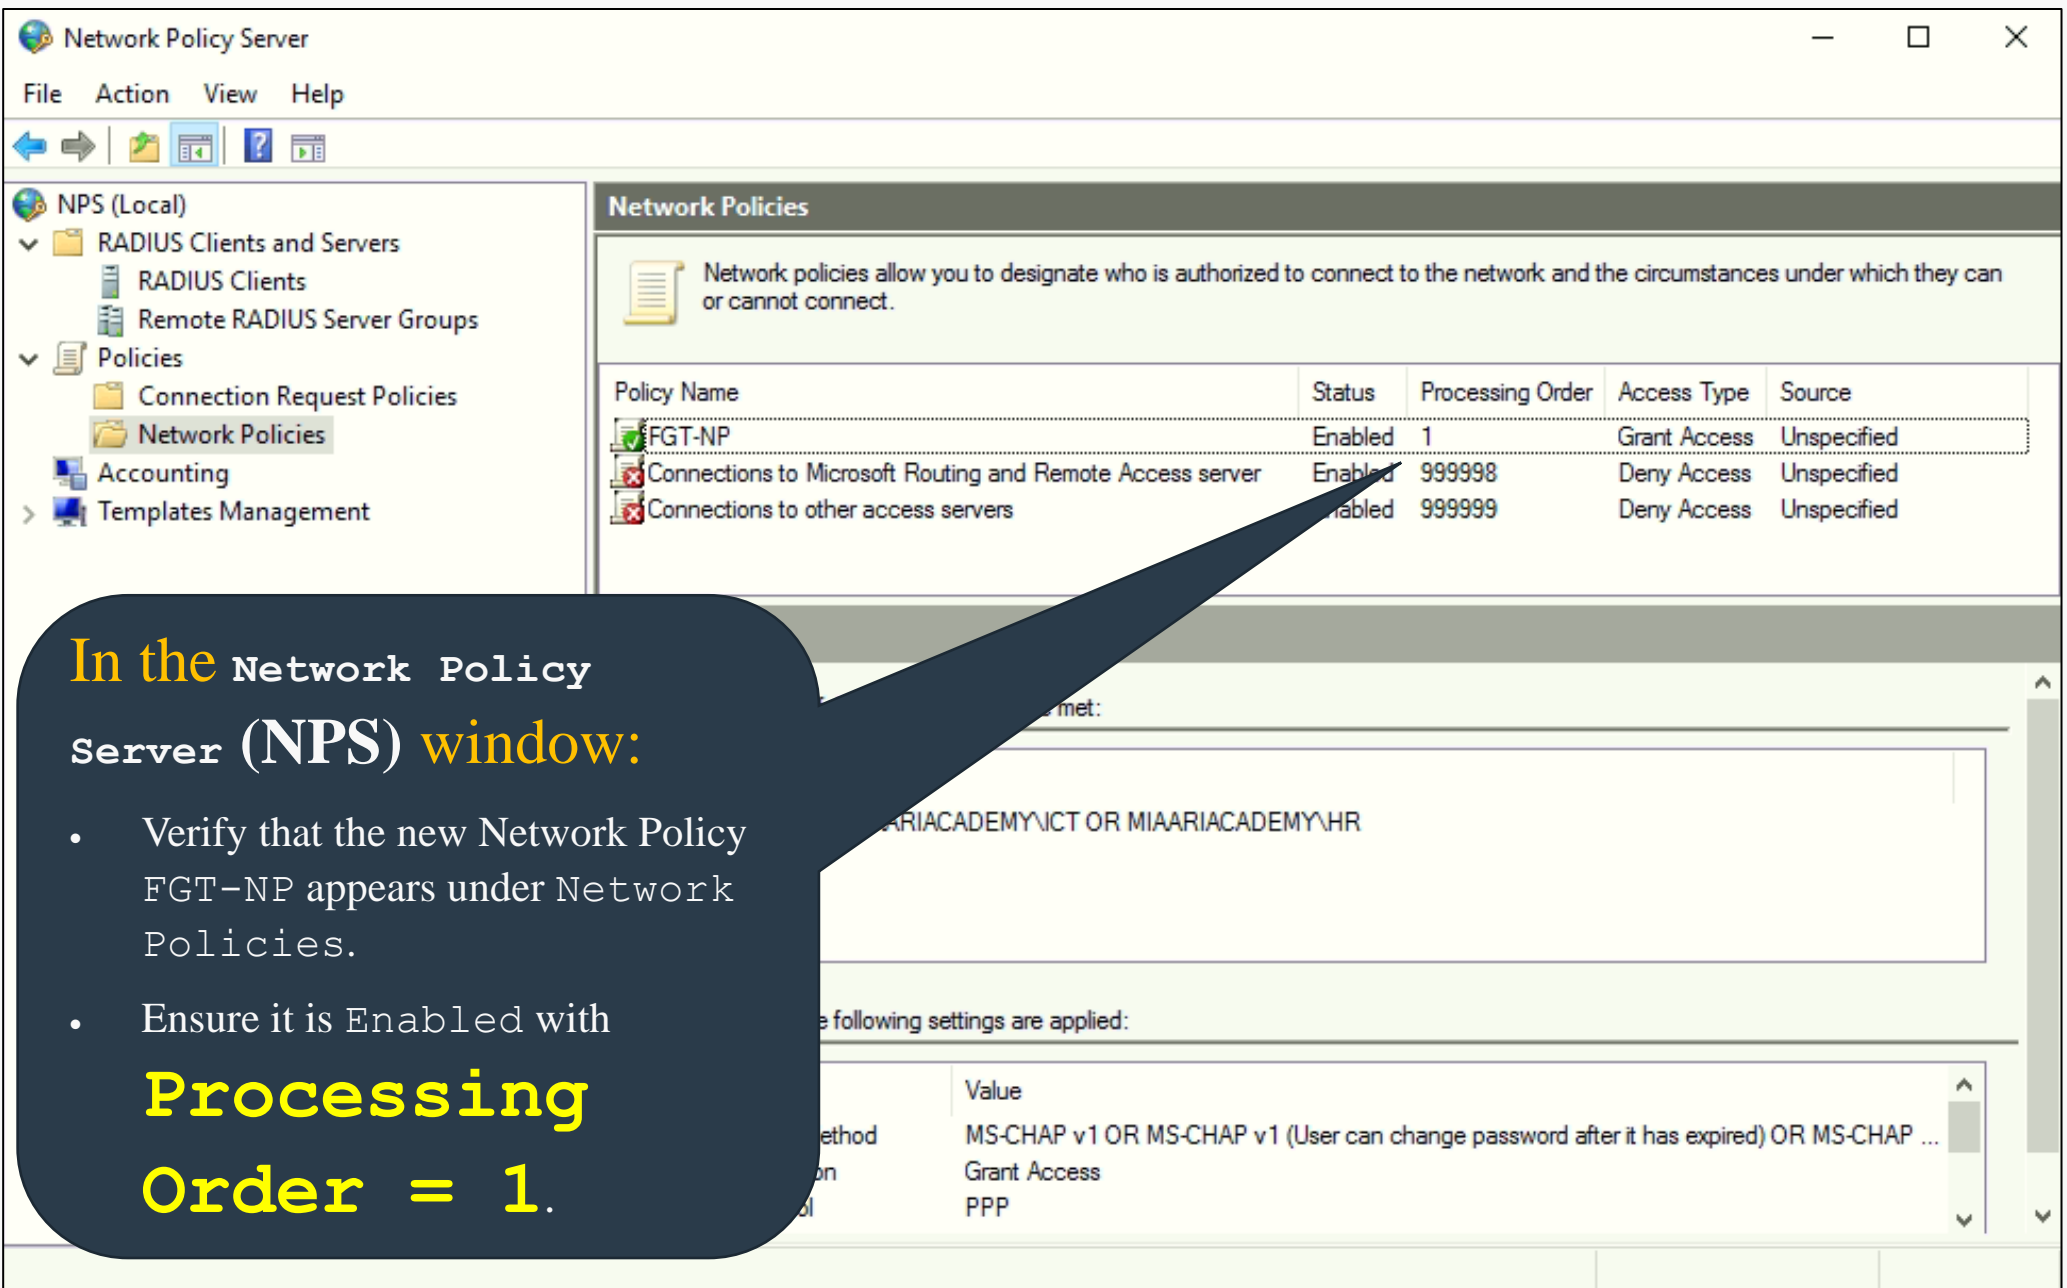 Network Policy Server
File Action View Help
NPS (Local)
RADIUS Clients and Servers
RADIUS Clients
Remote RADIUS Server Groups
Policies
Connection Request Policies
Network Policies
Accounting
Templates Management
Network Policies
Network policies allow you to designate who is authorized to connect to the network and the circumstances under which they can
or cannot connect.
Policy Name Status Processing Order Access Type Source
FGT-NP Enabled 1 Grant Access Unspecified
Connections to Microsoft Routing and Remote Access server Enabled 999998 Deny Access Unspecified
Connections to other access servers 999999 Deny Access Unspecified
In the Network Policy
Server (NPS) window:
• Verify that the new Network Policy
FGT-NP appears under Network
Policies.
• Ensure it is Enabled with
Processing
Order = 1.
met:
ARIACADEMY\ICT OR MIAARIACADEMY\HR
following settings are applied:
Value
MS-CHAP v1 OR MS-CHAP v1 (User can change password after it has expired) OR MS-CHAP ...
Grant Access
PPP